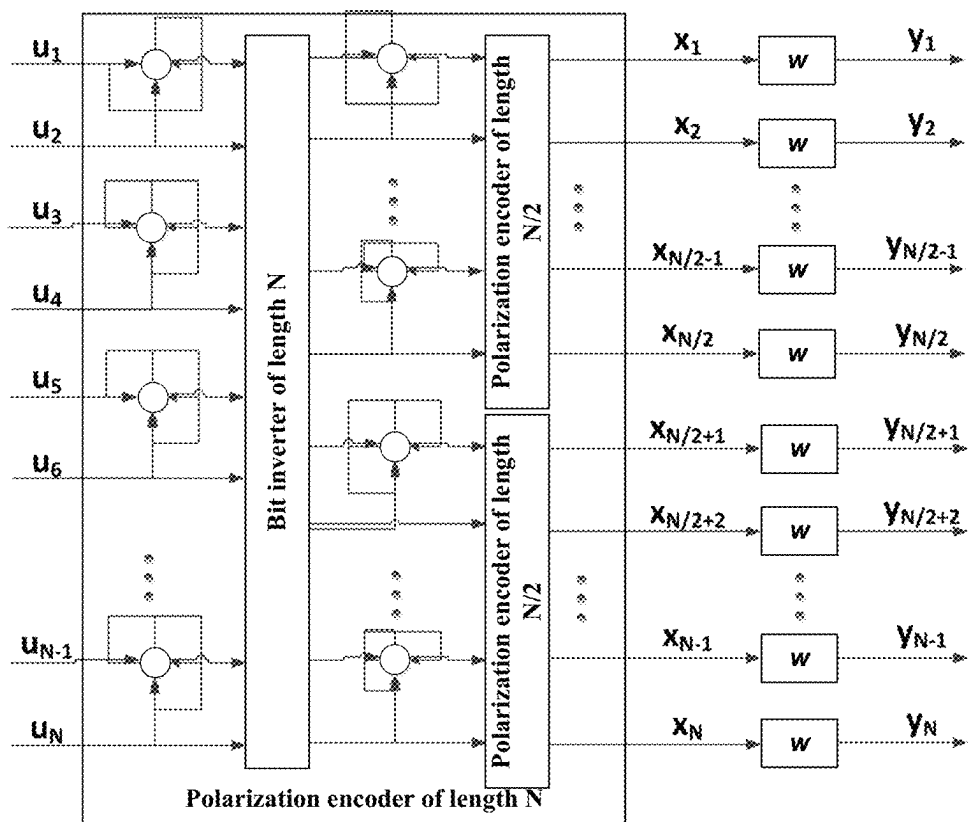 u1
u2
u3
u4
u5
u6
uN-1
uN
Bit inverter of length N
Polarization encoder of length
N/2
Polarization encoder of length
N/2
Polarization encoder of length N
x1 W y1
x2 W y2
xN/2-1 W yN/2-1
xN/2 W yN/2
xN/2+1 W yN/2+1
xN/2+2 W yN/2+2
xN-1 W yN-1
xN W yN